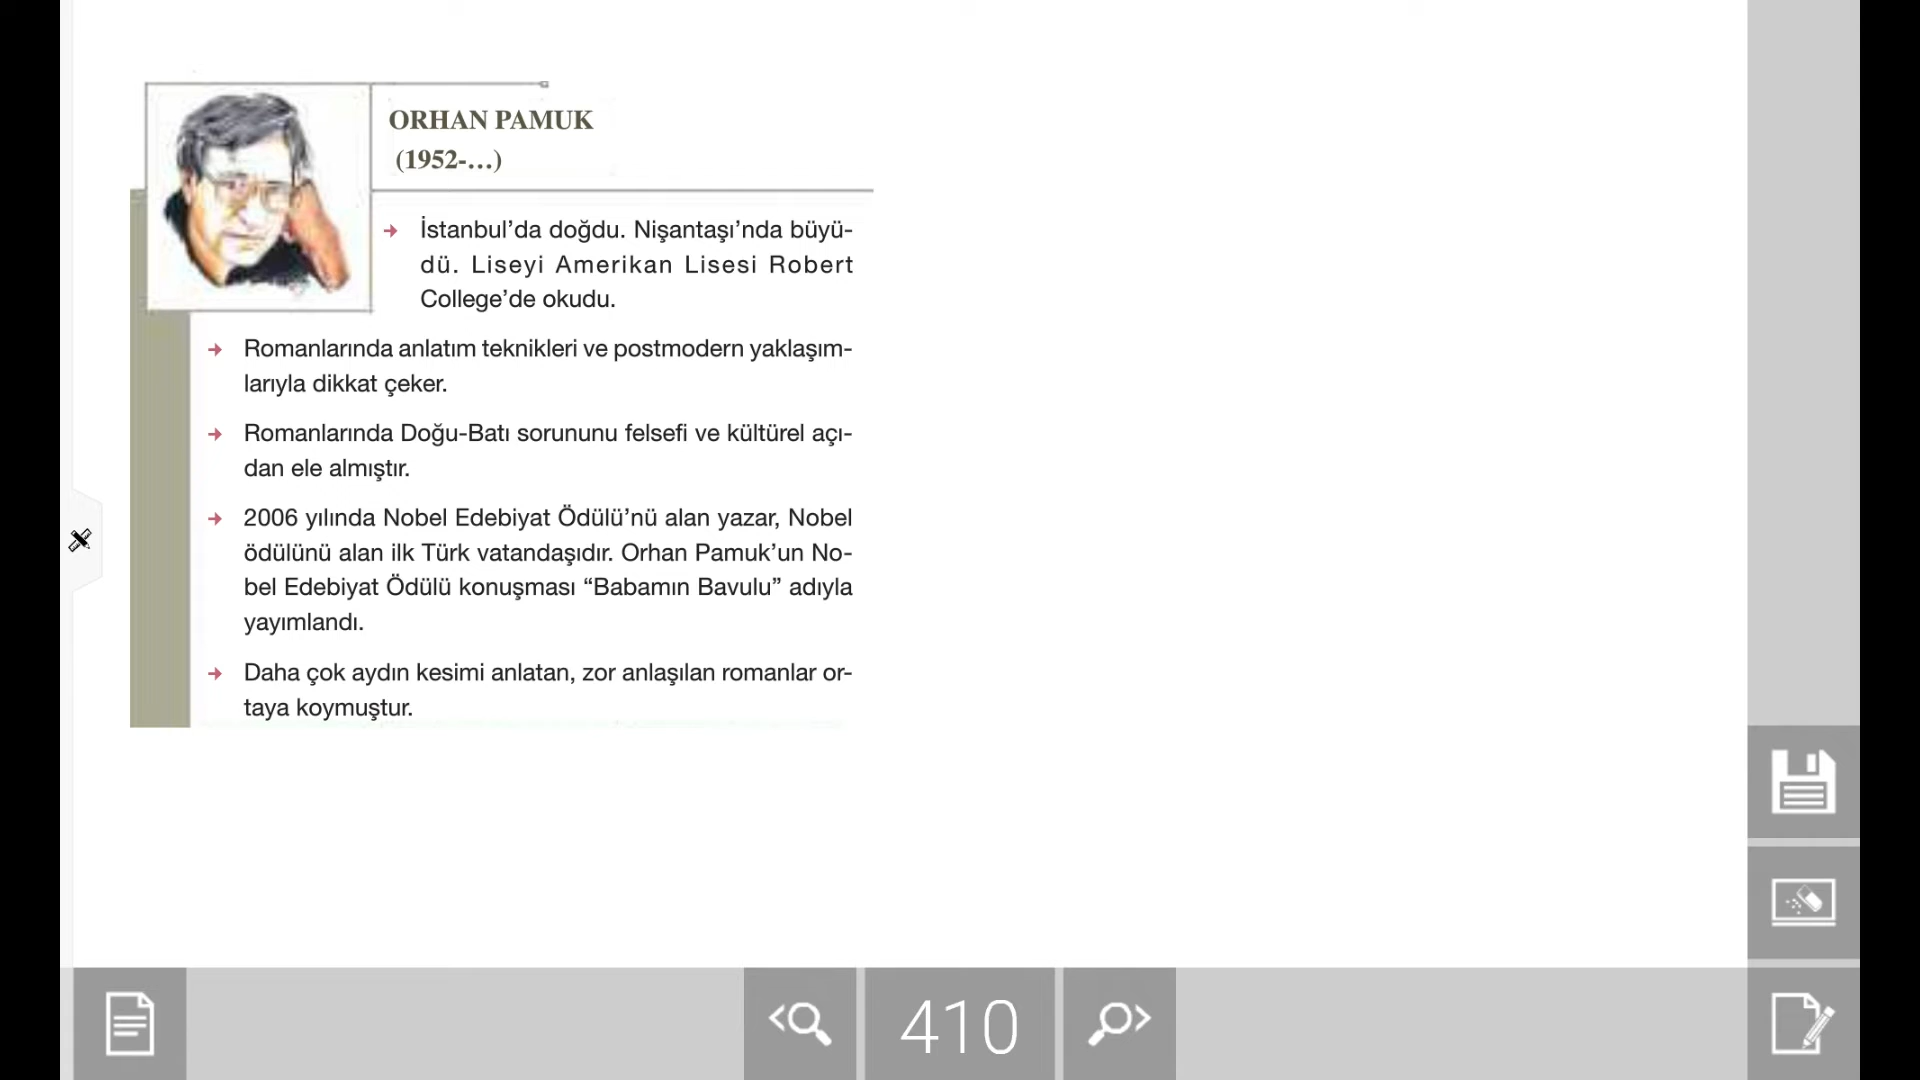 ORHAN PAMUK
(1952-...)
İstanbul’da doğdu. Nişantaşı’nda büyü-
dü. Liseyi Amerikan Lisesi Robert
College’de okudu.
Romanlarında anlatım teknikleri ve postmodern yaklaşım-
larıyla dikkat çeker.
Romanlarında Doğu-Batı sorununu felsefi ve kültürel açı-
dan ele almıştır.
2006 yılında Nobel Edebiyat Ödülü’nü alan yazar, Nobel
ödülünü alan ilk Türk vatandaşıdır. Orhan Pamuk’un No-
bel Edebiyat Ödülü konuşması “Babamın Bavulu” adıyla
yayımlandı.
Daha çok aydın kesimi anlatan, zor anlaşılan romanlar or-
taya koymuştur.
410